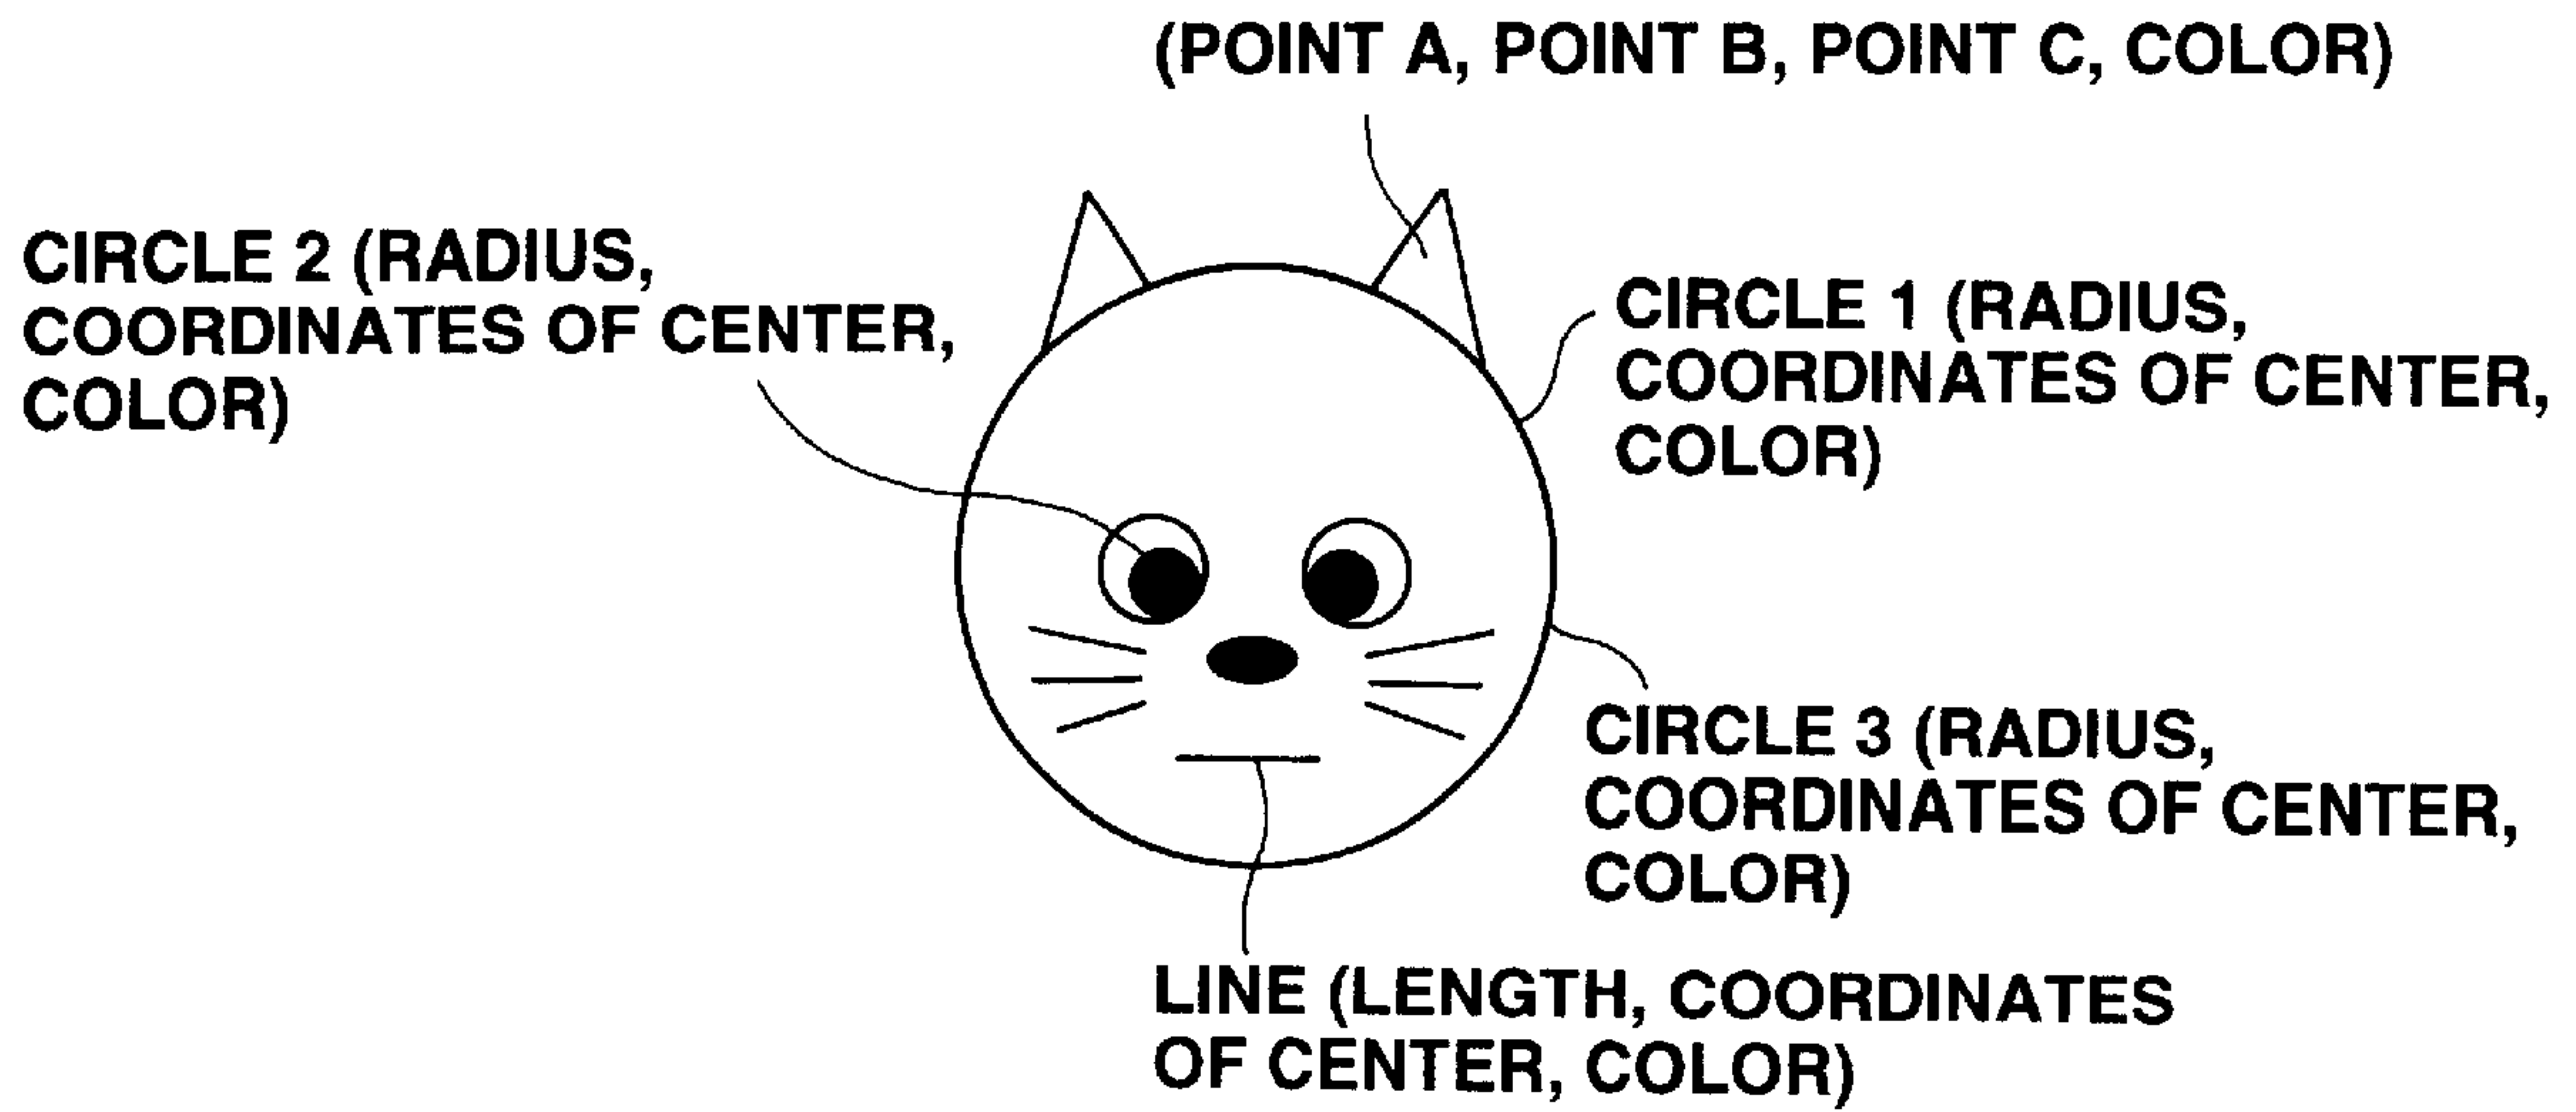 (POINT A, POINT B, POINT C, COLOR)
CIRCLE 2 (RADIUS,
COORDINATES OF CENTER,
COLOR)
CIRCLE 1 (RADIUS,
COORDINATES OF CENTER,
COLOR)
CIRCLE 3 (RADIUS,
COORDINATES OF CENTER,
COLOR)
LINE (LENGTH, COORDINATES
OF CENTER, COLOR)